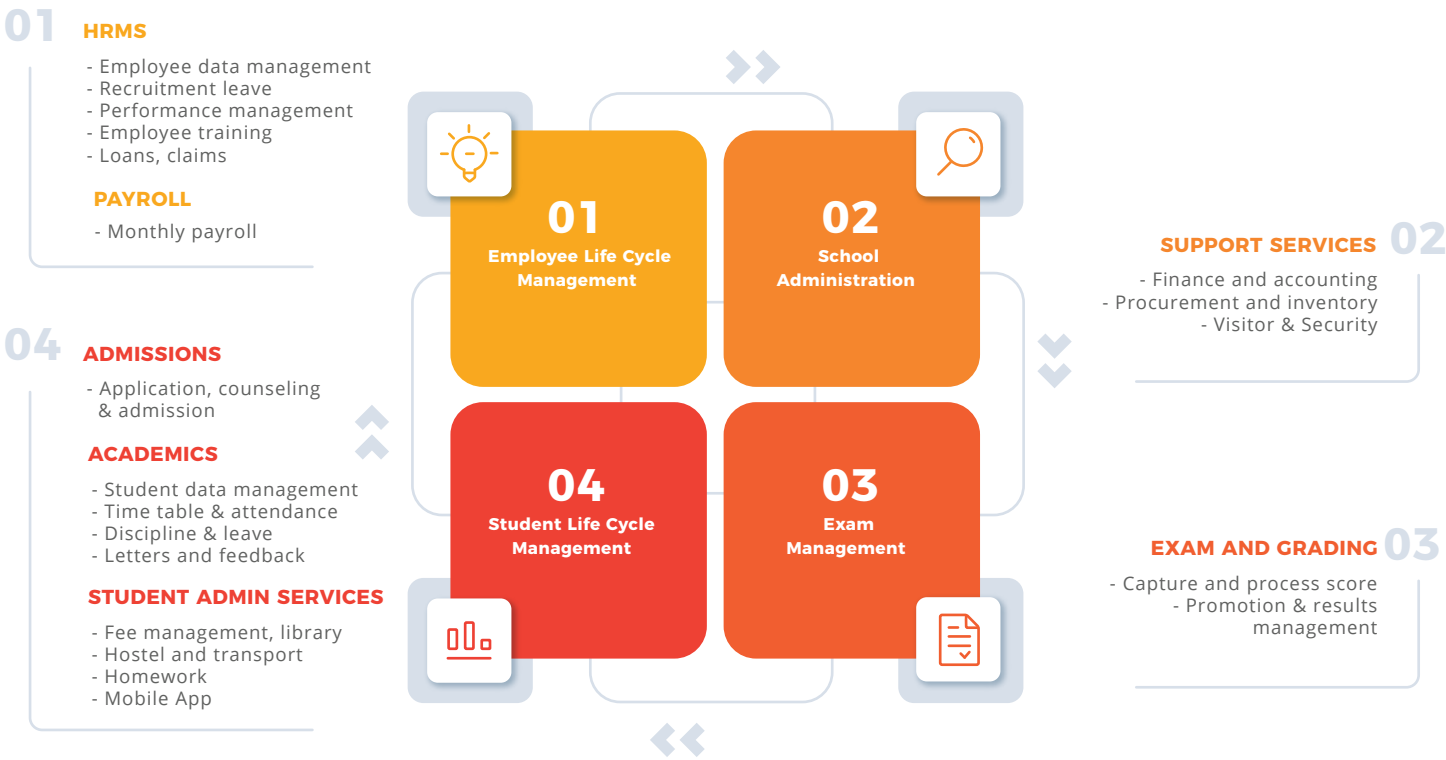 01
HRMS
- Employee data management
- Recruitment leave
- Performance management
- Employee training
- Loans, claims
PAYROLL
- Monthly payroll
01
Employee Life Cycle
Management
02
School
Administration
SUPPORT SERVICES
02
- Finance and accounting
- Procurement and inventory
- Visitor & Security
04
ADMISSIONS
- Application, counseling
& admission
ACADEMICS
- Student data management
- Time table & attendance
- Discipline & leave
- Letters and feedback
STUDENT ADMIN SERVICES
- Fee management, library
- Hostel and transport
- Homework
- Mobile App
04
Student Life Cycle
Management
03
Exam
Management
EXAM AND GRADING
03
- Capture and process score
- Promotion & results
management